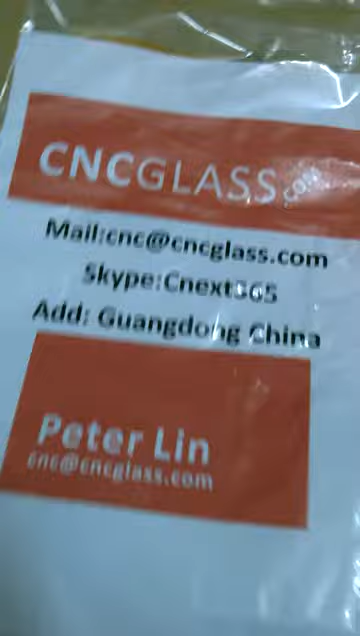 CNCGLASS.COM
Mail:cnc@cncglass.com
Skype:Cnext365
Add: Guangdong China
Peter Lin
cnc@cncglass.com